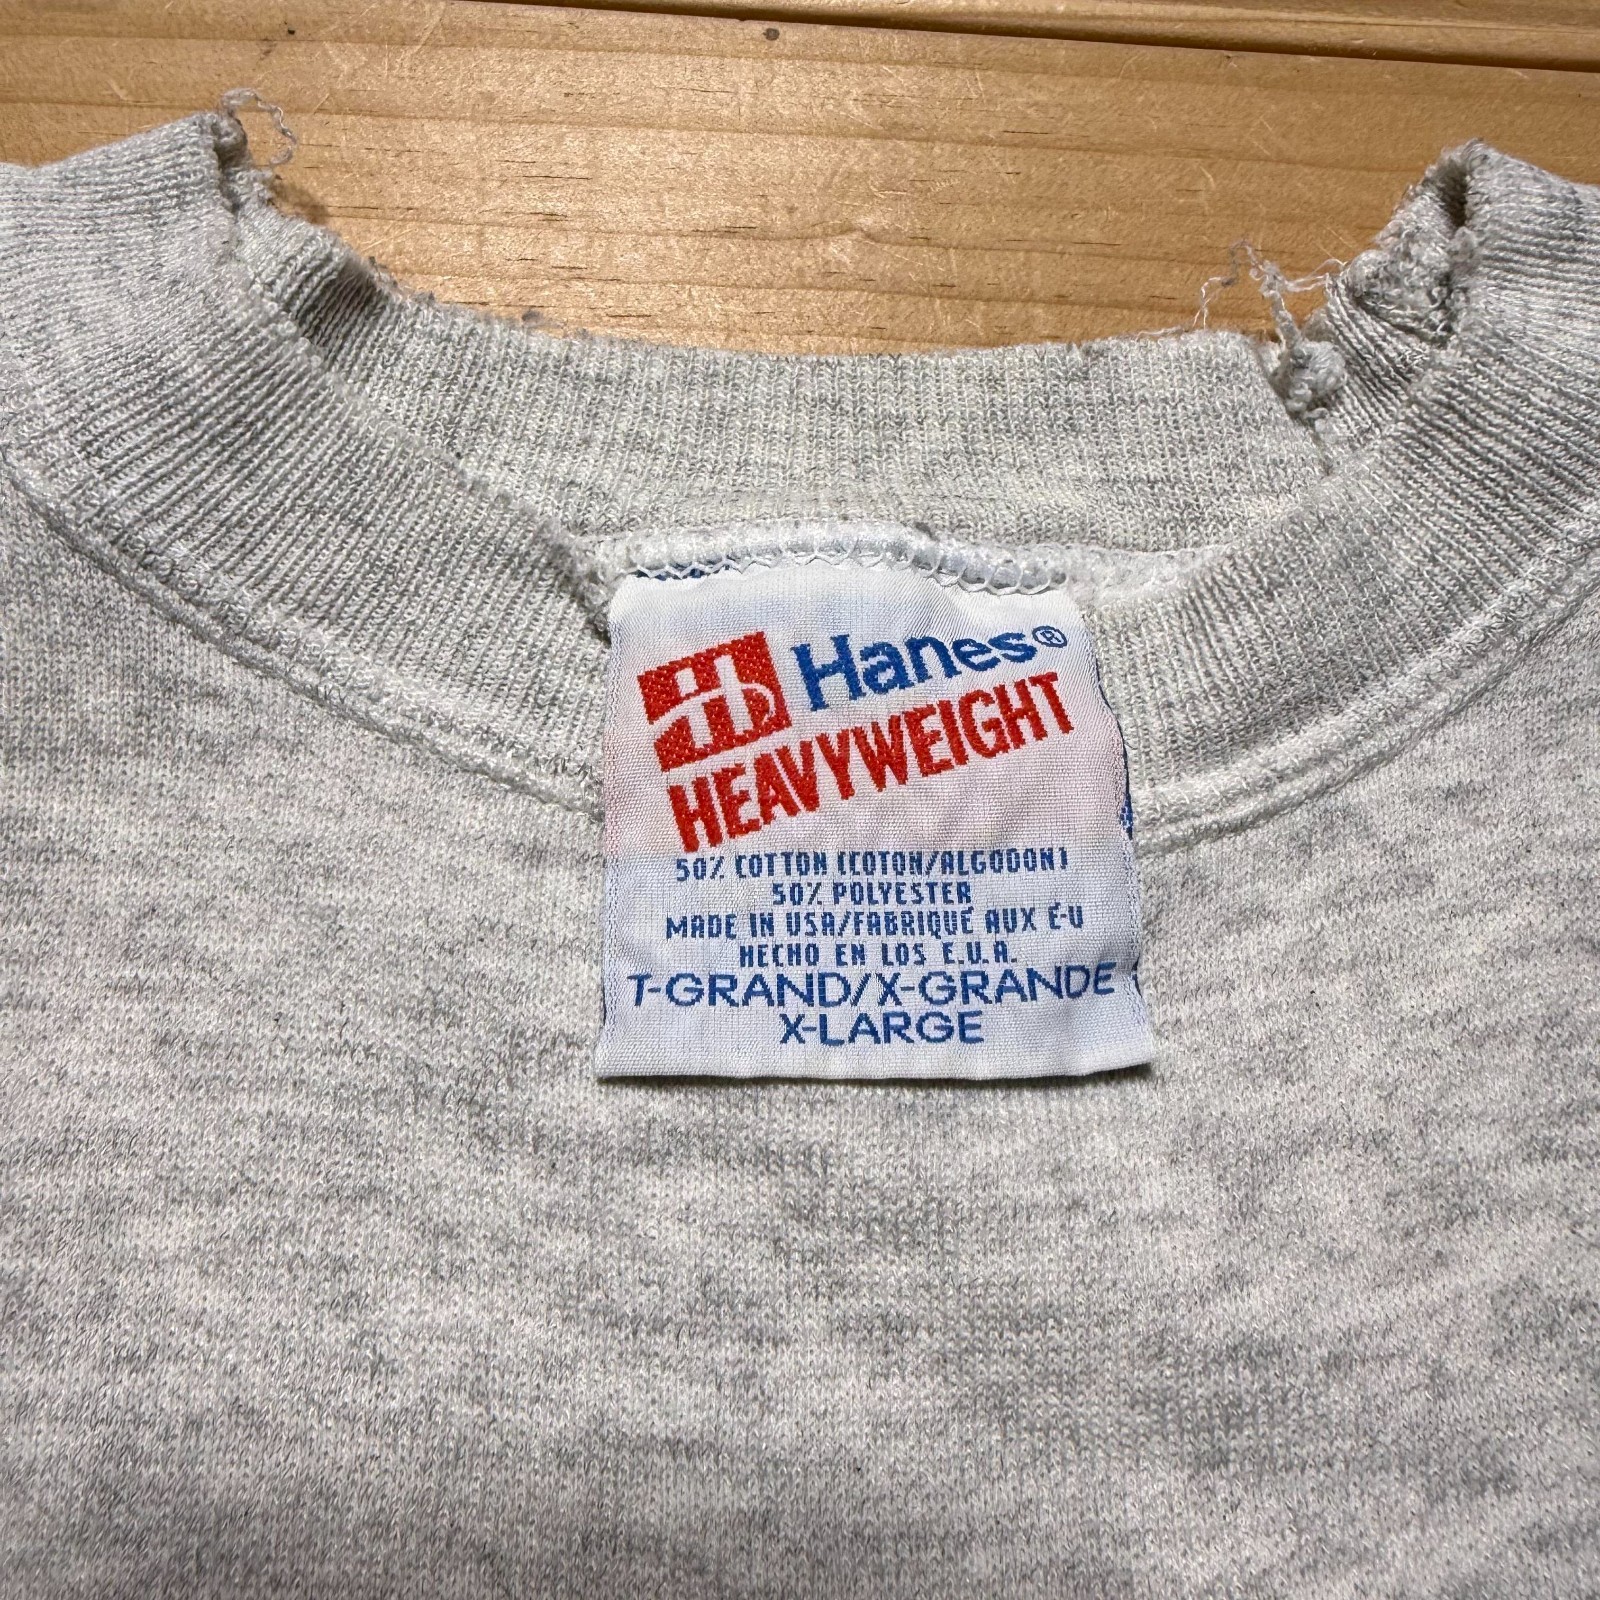 Hanes®
HEAVYWEIGHT
50% COTTON (COTON/ALGODON)
50% POLYESTER
MADE IN USA/FABRIQUÉ AUX É-U
HECHO EN LOS E.U.A.
T-GRAND/X-GRANDE
X-LARGE